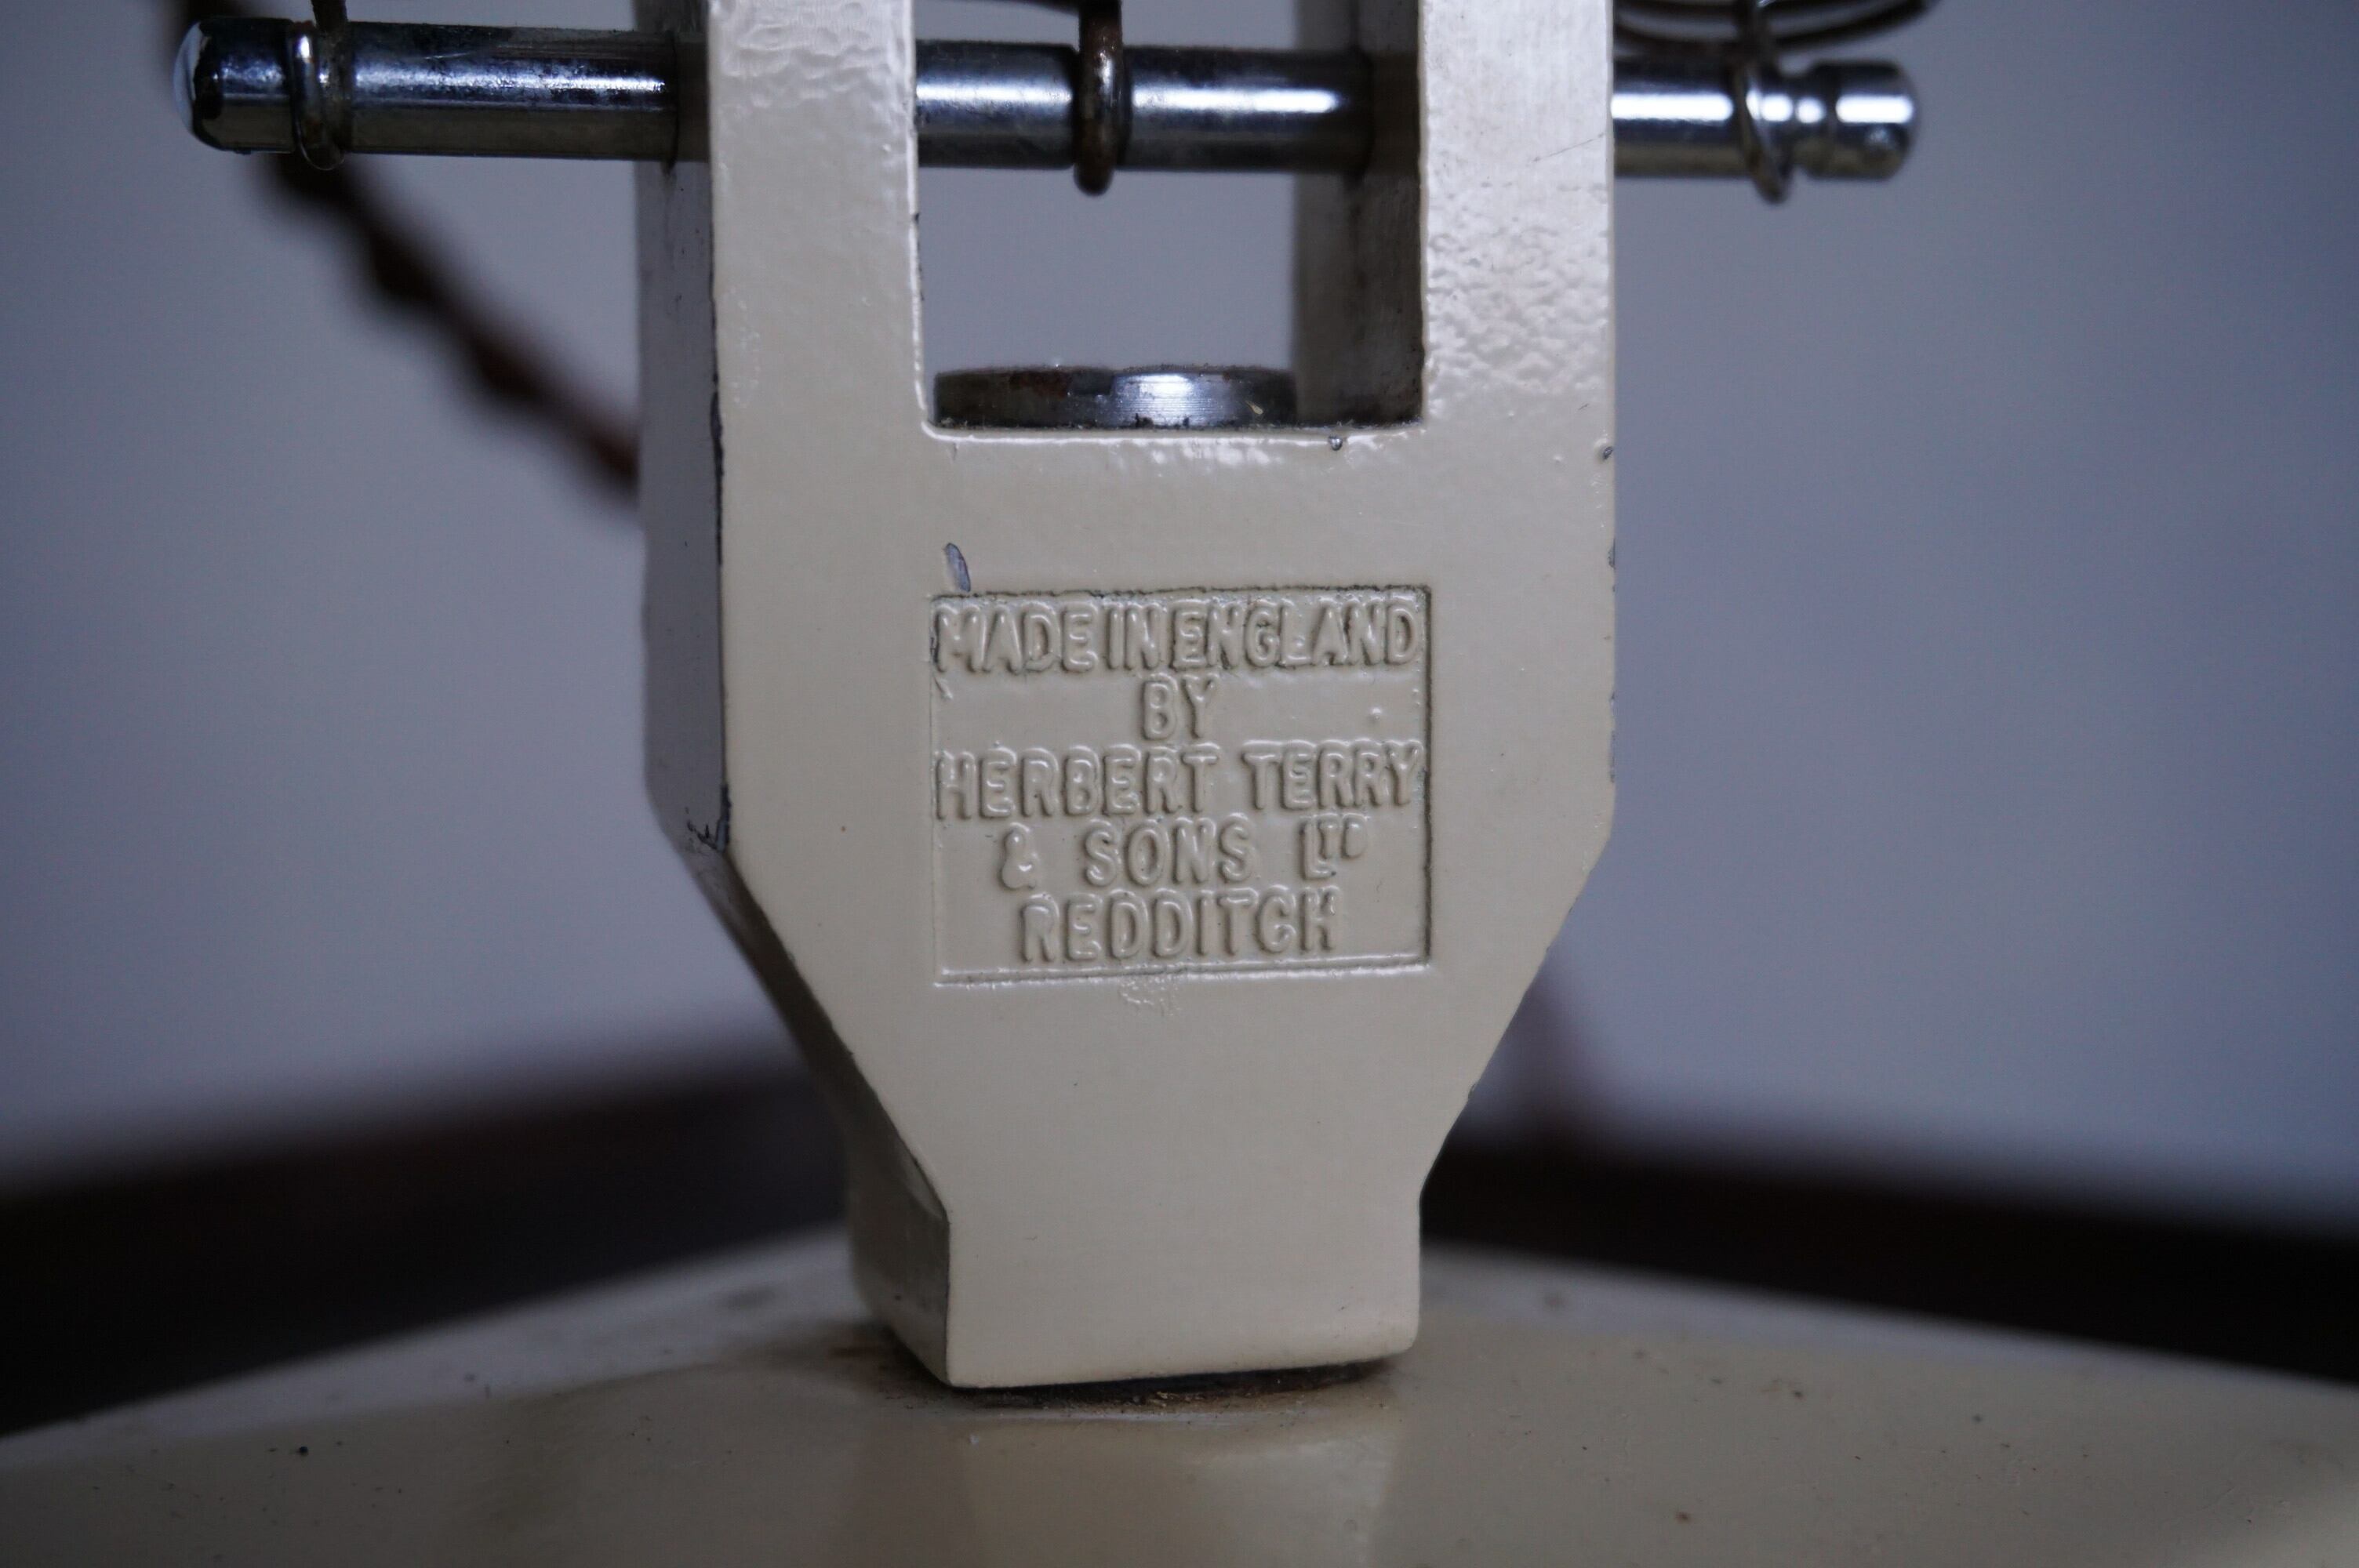 MADE IN ENGLAND
BY
HERBERT TERRY
& SONS LTD
REDDITCH